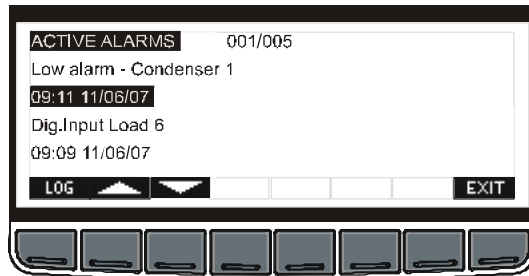 ACTIVE ALARMS 001/005
Low alarm - Condenser 1
09:11 11/06/07
Dig.Input Load 6
09:09 11/06/07
LOG EXIT